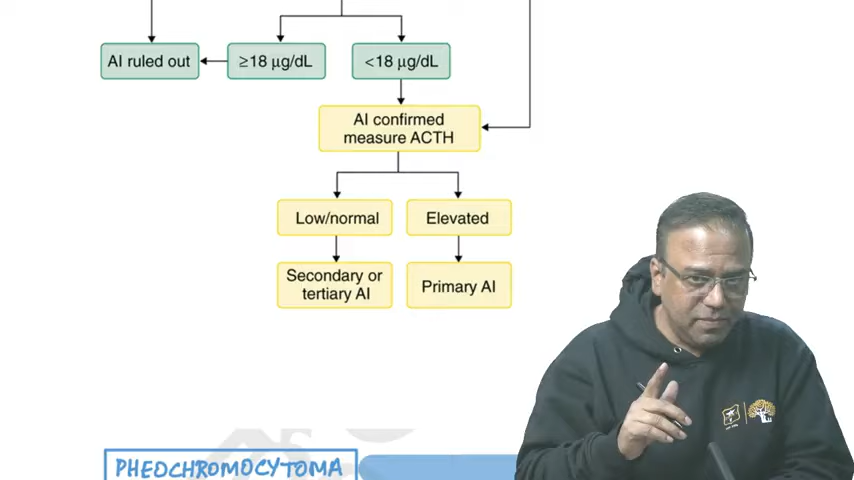 AI ruled out
≥18 µg/dL
<18 µg/dL
AI confirmed
measure ACTH
Low/normal
Elevated
Secondary or
tertiary AI
Primary AI
PHEOCHROMOCYTOMA